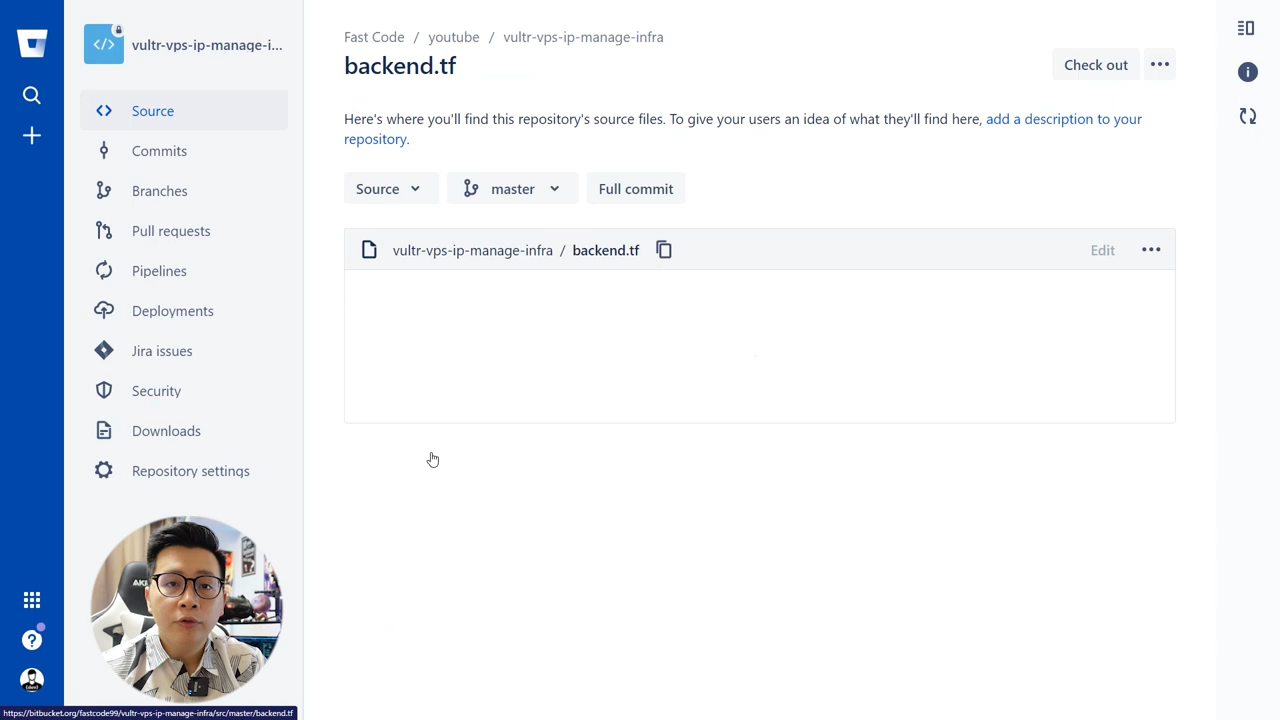 vultr-vps-ip-manage-i...
Source
Commits
Branches
Pull requests
Pipelines
Deployments
Jira issues
Security
Downloads
Repository settings
Fast Code / youtube / vultr-vps-ip-manage-infra
backend.tf
Check out
Here's where you'll find this repository's source files. To give your users an idea of what they'll find here, add a description to your
repository.
Source
master
Full commit
vultr-vps-ip-manage-infra / backend.tf
Edit
https://bitbucket.org/fastcode99/vultr-vps-ip-manage-infra/src/master/backend.tf